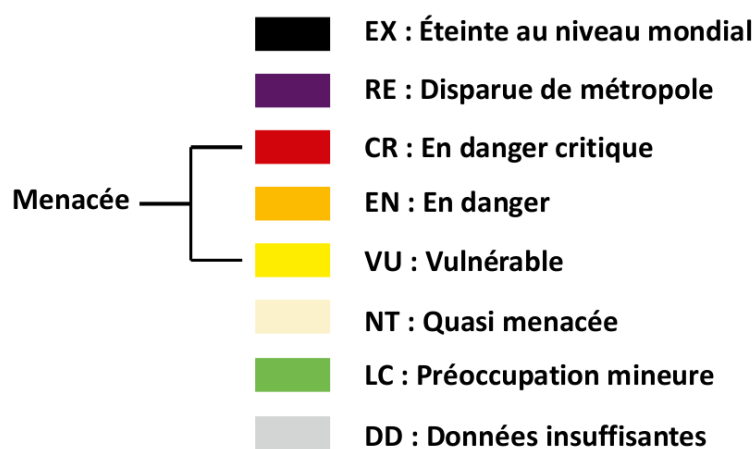 EX : Éteinte au niveau mondial
RE : Disparue de métropole
CR : En danger critique
Menacée
EN : En danger
VU : Vulnérable
NT : Quasi menacée
LC : Préoccupation mineure
DD : Données insuffisantes